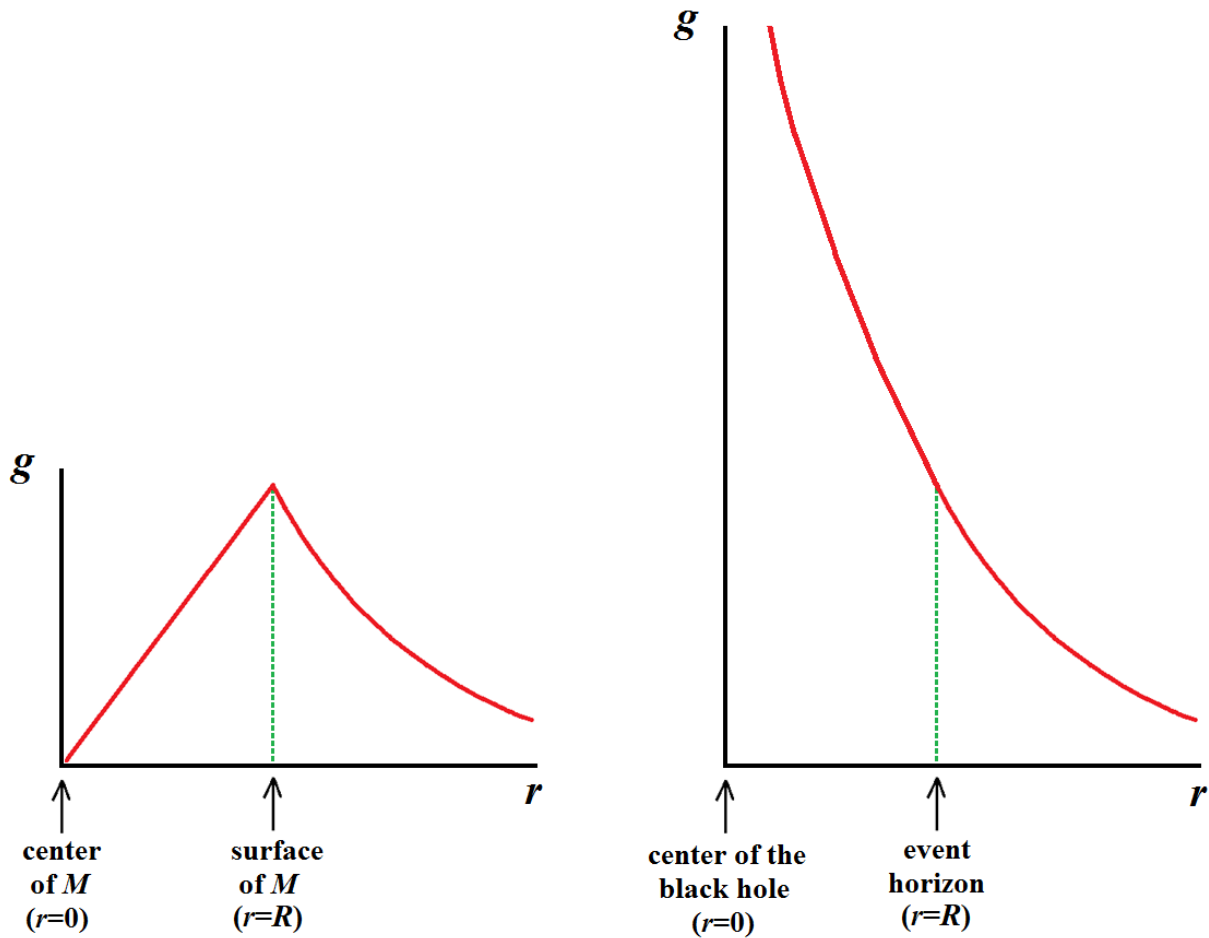 g
r
center
of M
(r=0)
surface
of M
(r=R)
g
r
center of the
black hole
(r=0)
event
horizon
(r=R)